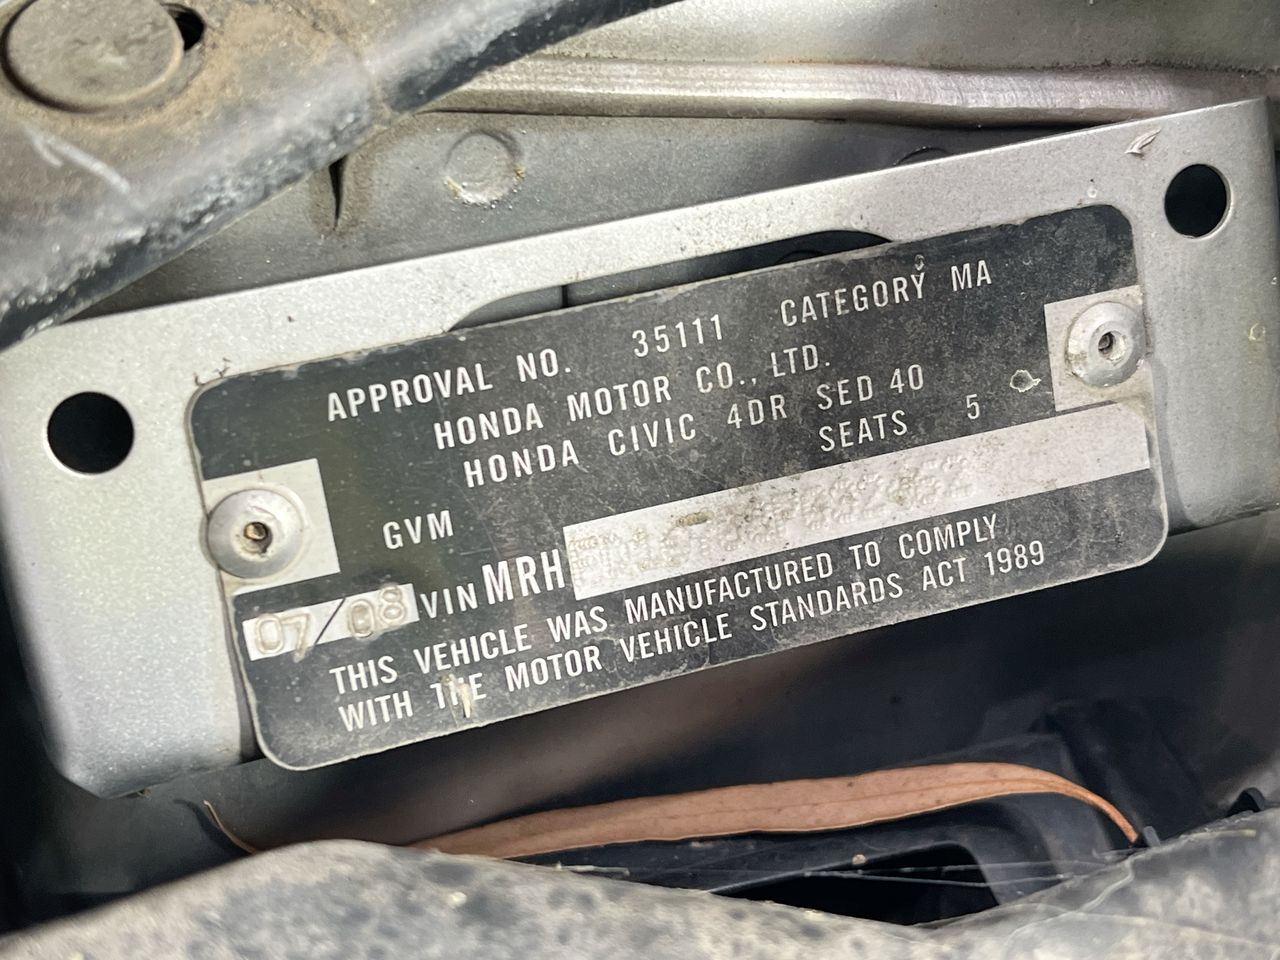 APPROVAL NO. 35111 CATEGORY MA
HONDA MOTOR CO., LTD.
HONDA CIVIC 4DR SED 40
SEATS 5
GVM
07/08 VIN MRH
THIS VEHICLE WAS MANUFACTURED TO COMPLY
WITH THE MOTOR VEHICLE STANDARDS ACT 1989